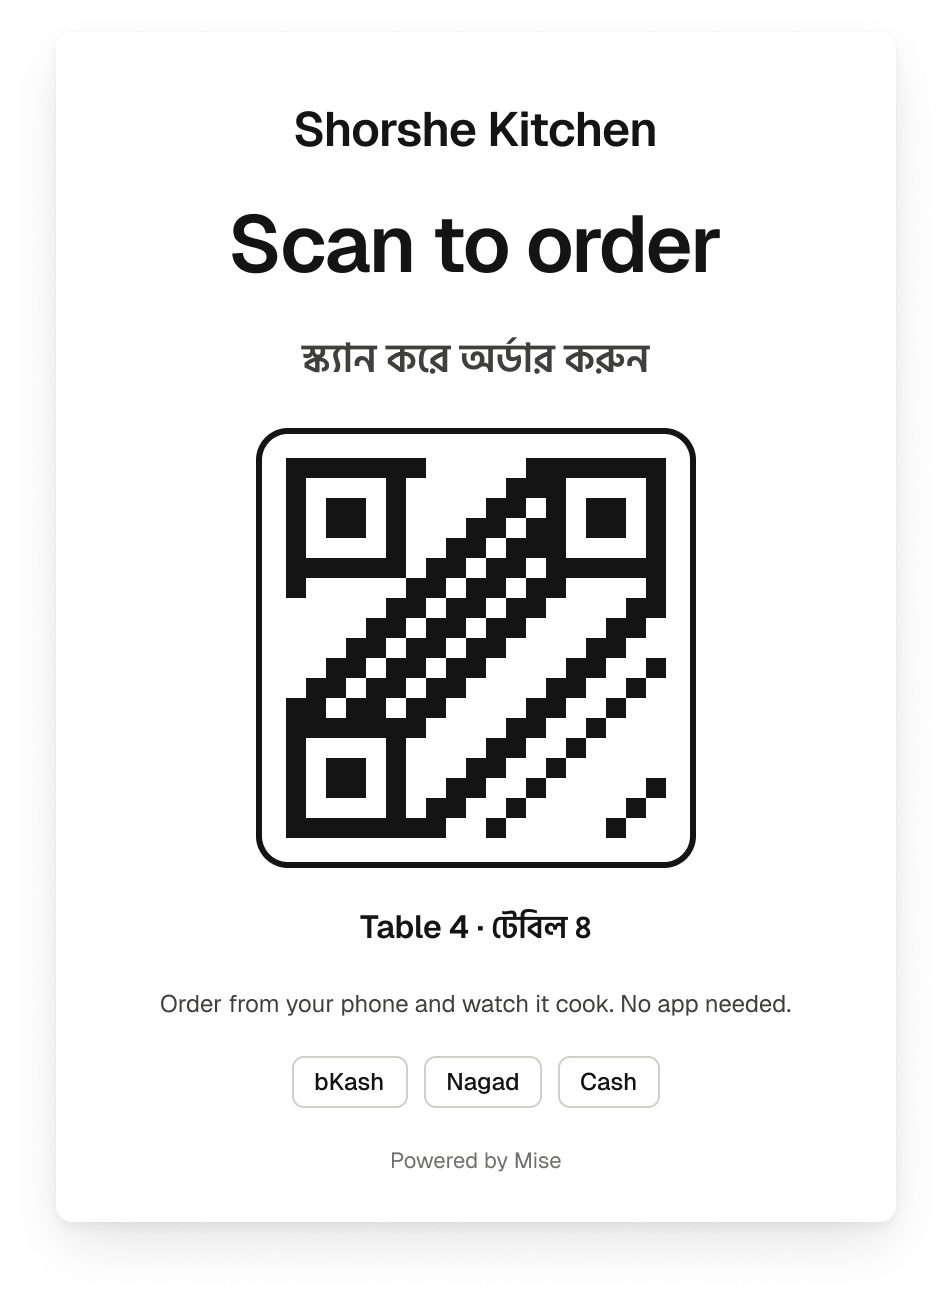 Shorshe Kitchen
Scan to order
স্ক্যান করে অর্ডার করুন
Table 4 · টেবিল ৪
Order from your phone and watch it cook. No app needed.
bKash Nagad Cash
Powered by Mise